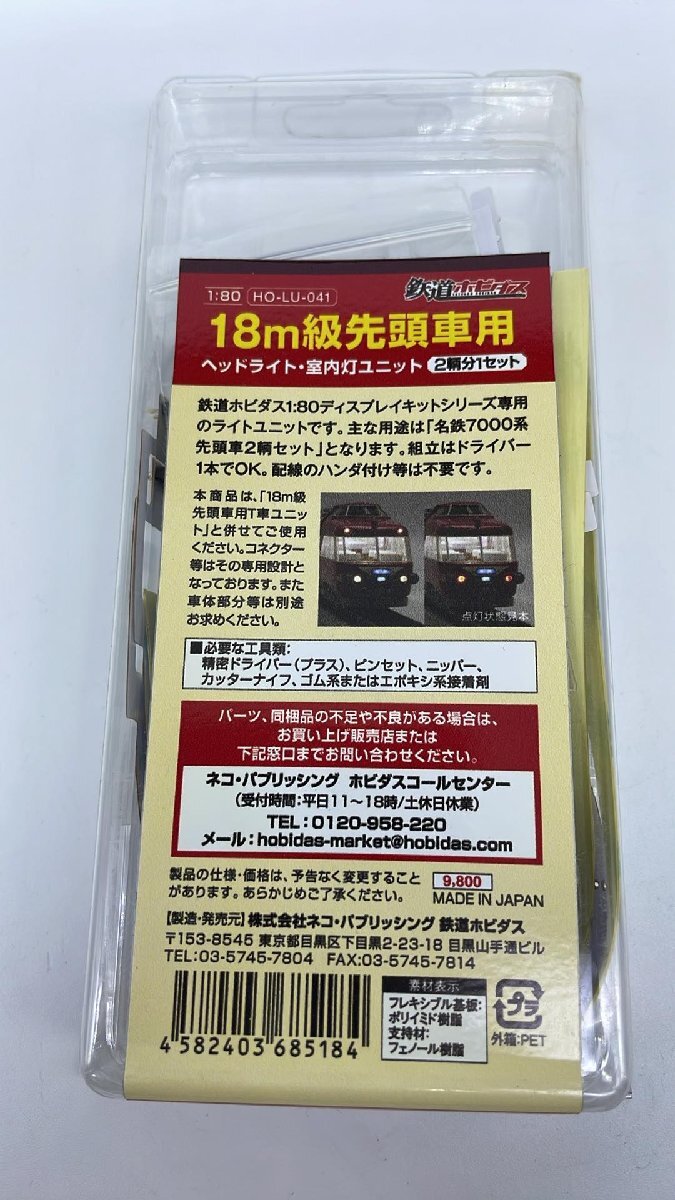 1:80 HO-LU-041 鉄道ホビダス
18m級先頭車用
ヘッドライト・室内灯ユニット 2輌分1セット
鉄道ホビダス1:80ディスプレイキットシリーズ専用
のライトユニットです。主な用途は「名鉄7000系
先頭車2輌セット」となります。組立はドライバー
1本でOK。配線のハンダ付け等は不要です。
本商品は、「18m級
先頭車用T車ユニッ
ト」と併せてご使用
ください。コネクター
等はその専用設計と
なっております。また
車体部分等は別途
お求めください。
点灯状態見本
■必要な工具類:
精密ドライバー(プラス)、ピンセット、ニッパー、
カッターナイフ、ゴム系またはエポキシ系接着剤
パーツ、同梱品の不足や不良がある場合は、
お買い上げ販売店または
下記窓口までお問い合わせください。
ネコ・パブリッシング ホビダスコールセンター
(受付時間:平日11~18時/土休日休業)
TEL:0120-958-220
メール:hobidas-market@hobidas.com
製品の仕様・価格は、予告なく変更すること
があります。あらかじめご了承ください。
9,800
MADE IN JAPAN
【製造・発売元】株式会社ネコ・パブリッシング 鉄道ホビダス
〒153-8545 東京都目黒区下目黒2-23-18 目黒山手通ビル
TEL:03-5745-7804 FAX:03-5745-7814
4 582403 685184
素材表示
フレキシブル基板:
ポリイミド樹脂
支持材:
フェノール樹脂
プラ
外箱:PET